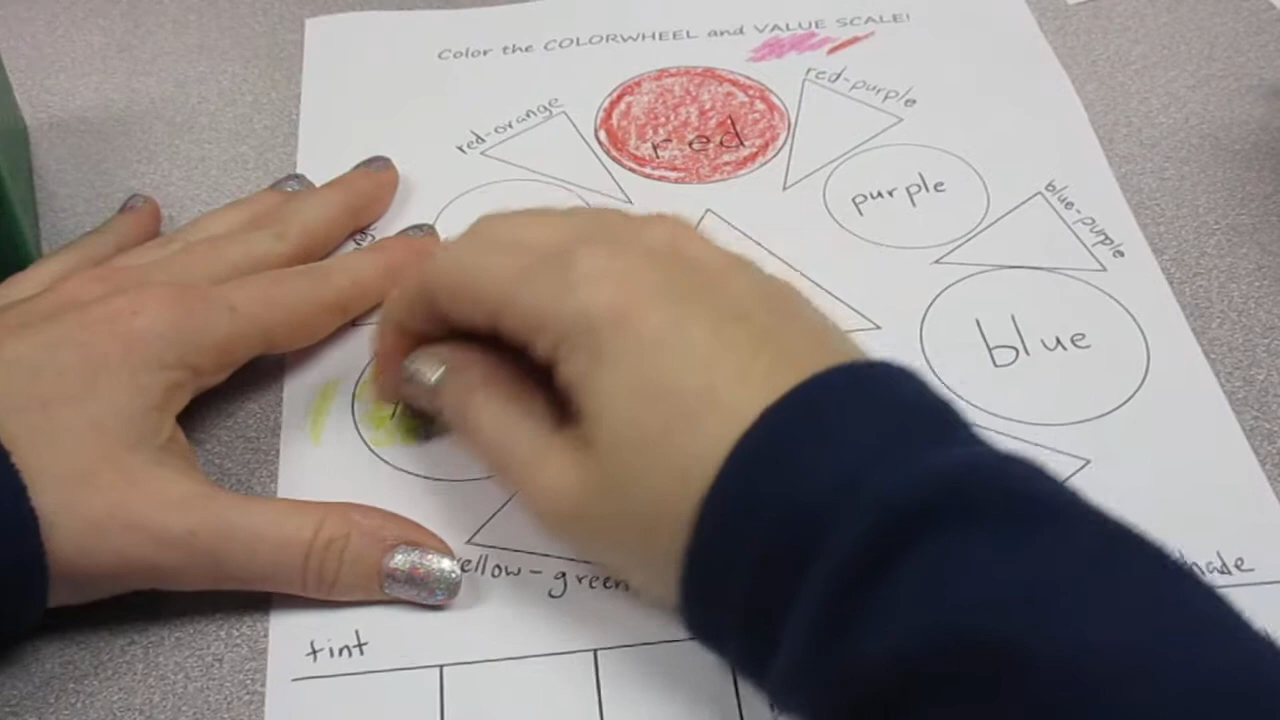 Color the COLORWHEEL and VALUE SCALE!
red-orange
red
red-purple
purple
blue-purple
blue
yellow-green
tint